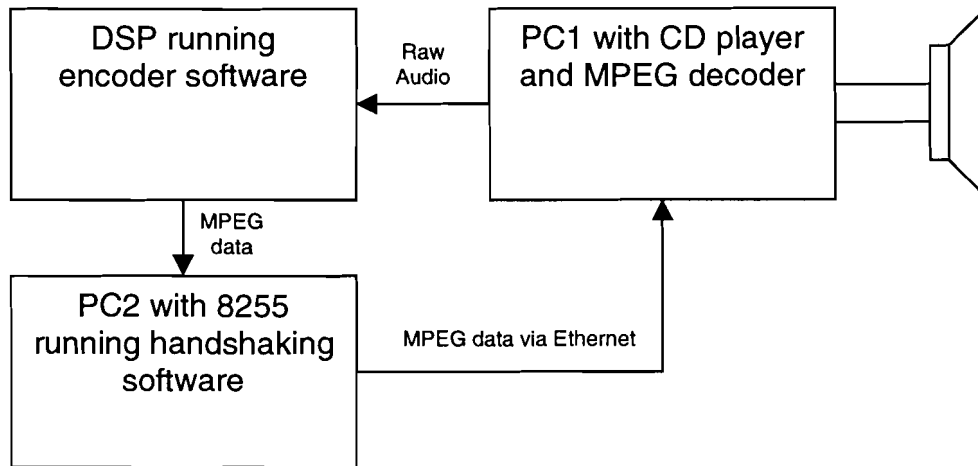 DSP running
encoder software
Raw
Audio
PC1 with CD player
and MPEG decoder
MPEG
data
PC2 with 8255
running handshaking
software
MPEG data via Ethernet